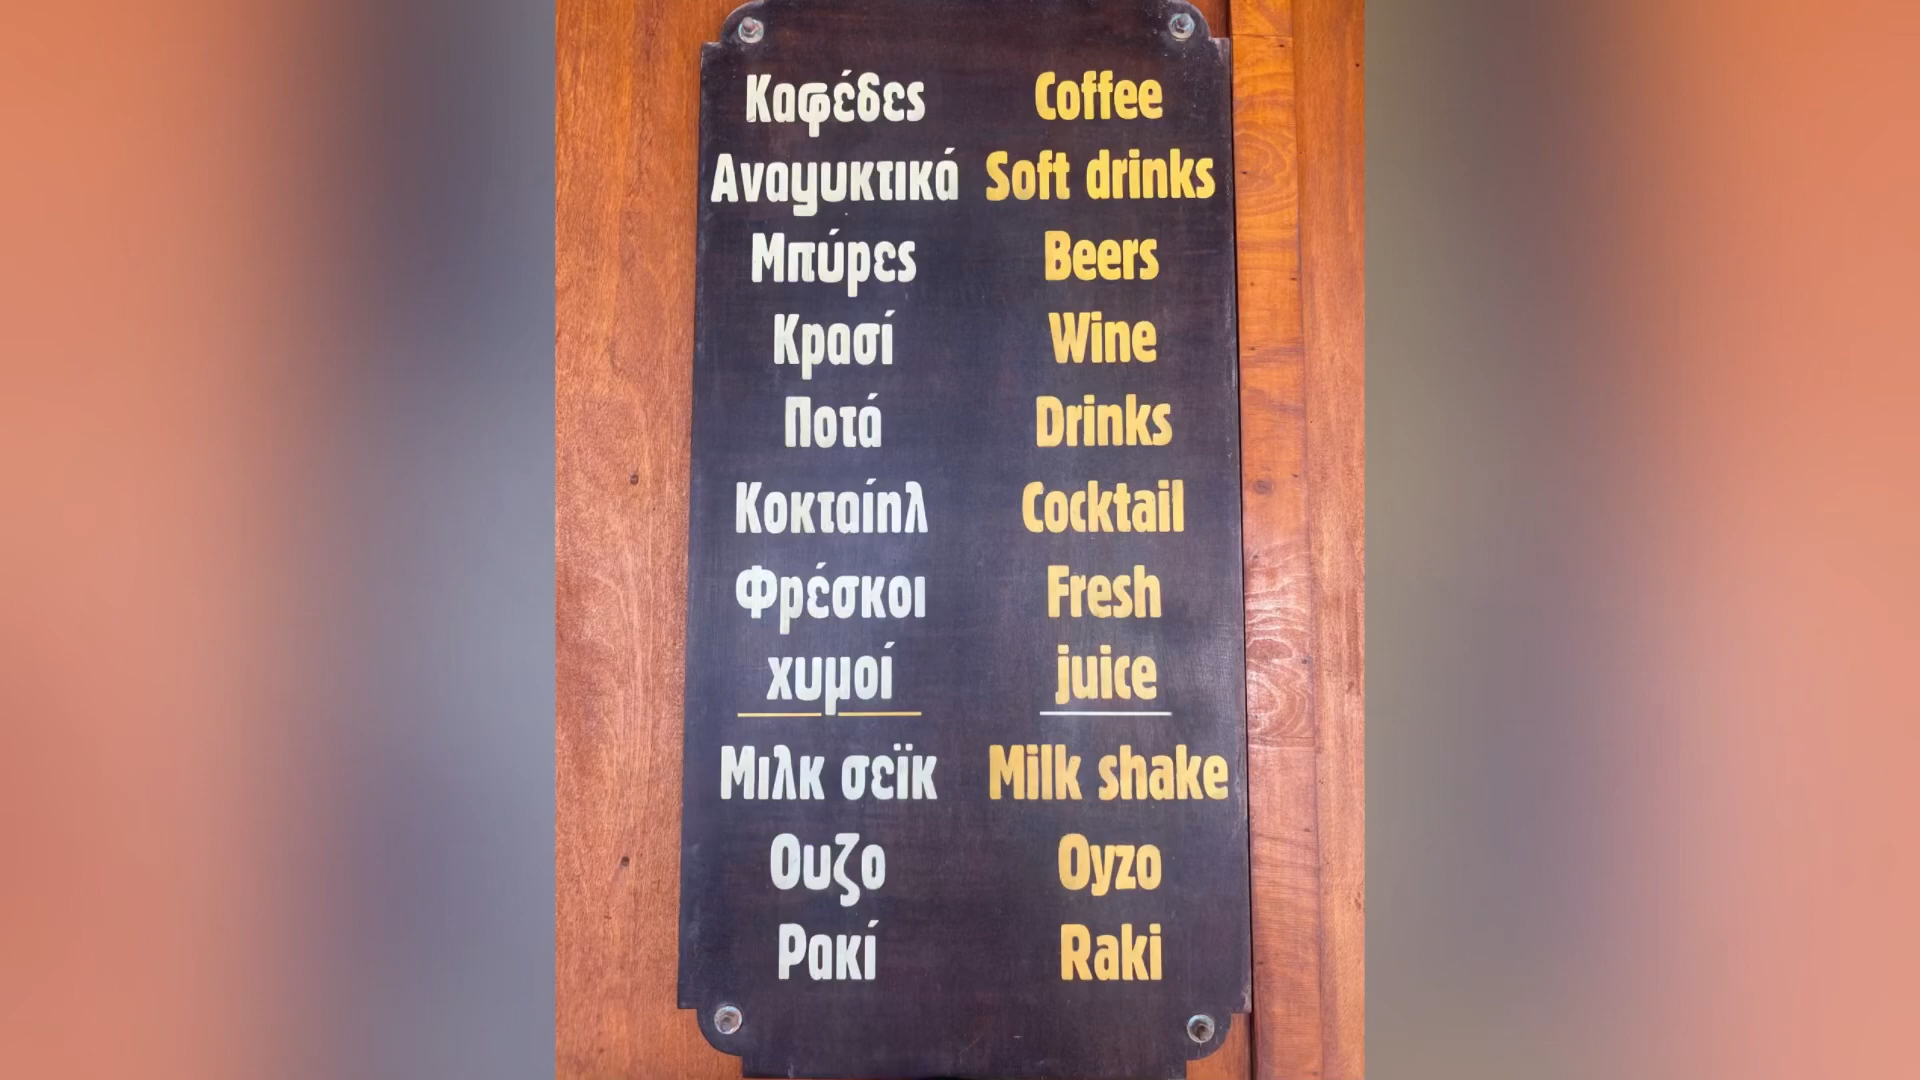 Καφέδες Coffee
Αναψυκτικά Soft drinks
Μπύρες Beers
Κρασί Wine
Ποτά Drinks
Κοκταίηλ Cocktail
Φρέσκοι Fresh
χυμοί juice
Μιλκ σεϊκ Milk shake
Ουζο Oyzo
Ρακί Raki